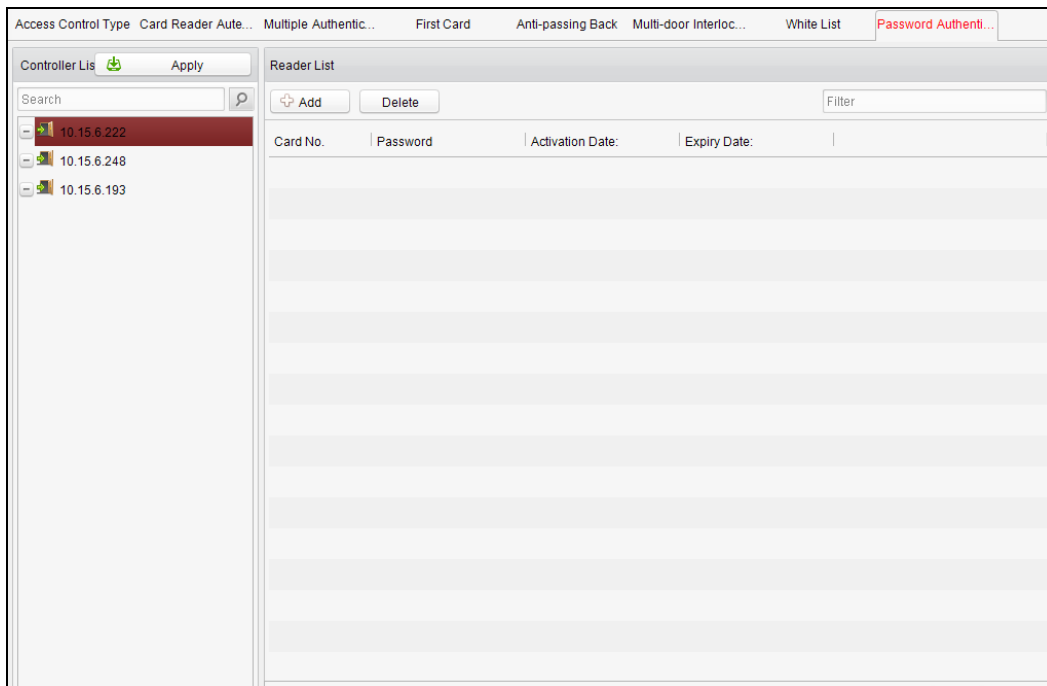 Access Control Type Card Reader Aute... Multiple Authentic... First Card Anti-passing Back Multi-door Interloc... White List Password Authenti...
Controller Lis Apply
Reader List
Search
Add Delete Filter
Card No. Password Activation Date: Expiry Date:
10.15.6.222
10.15.6.248
10.15.6.193